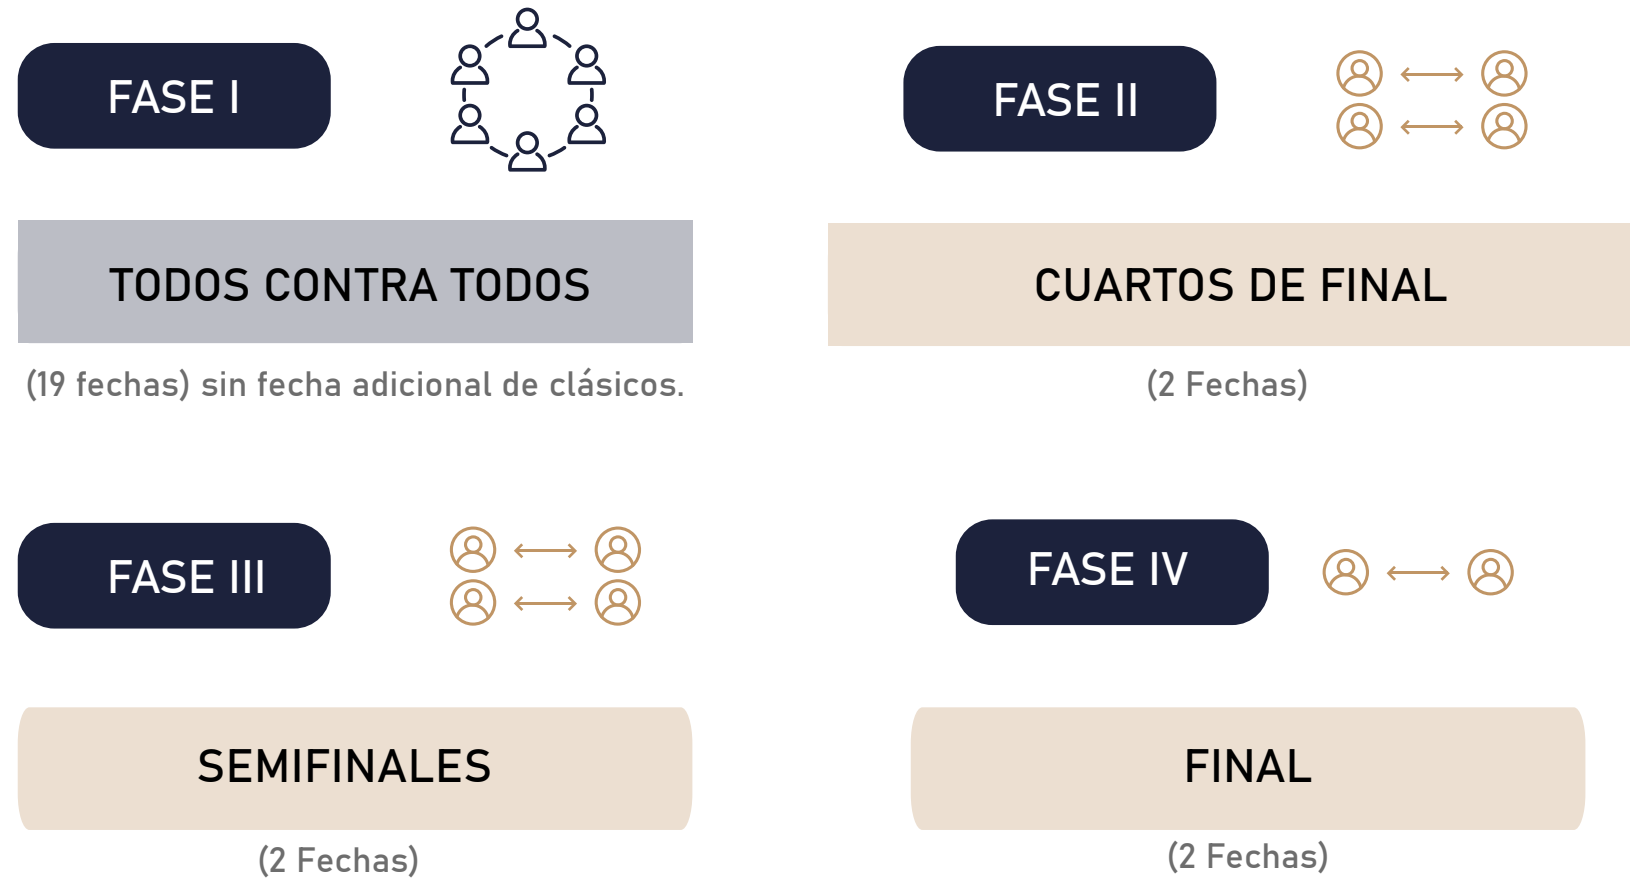 FASE I
FASE II
TODOS CONTRA TODOS
CUARTOS DE FINAL
(19 fechas) sin fecha adicional de clásicos.
(2 Fechas)
FASE III
FASE IV
SEMIFINALES
FINAL
(2 Fechas)
(2 Fechas)